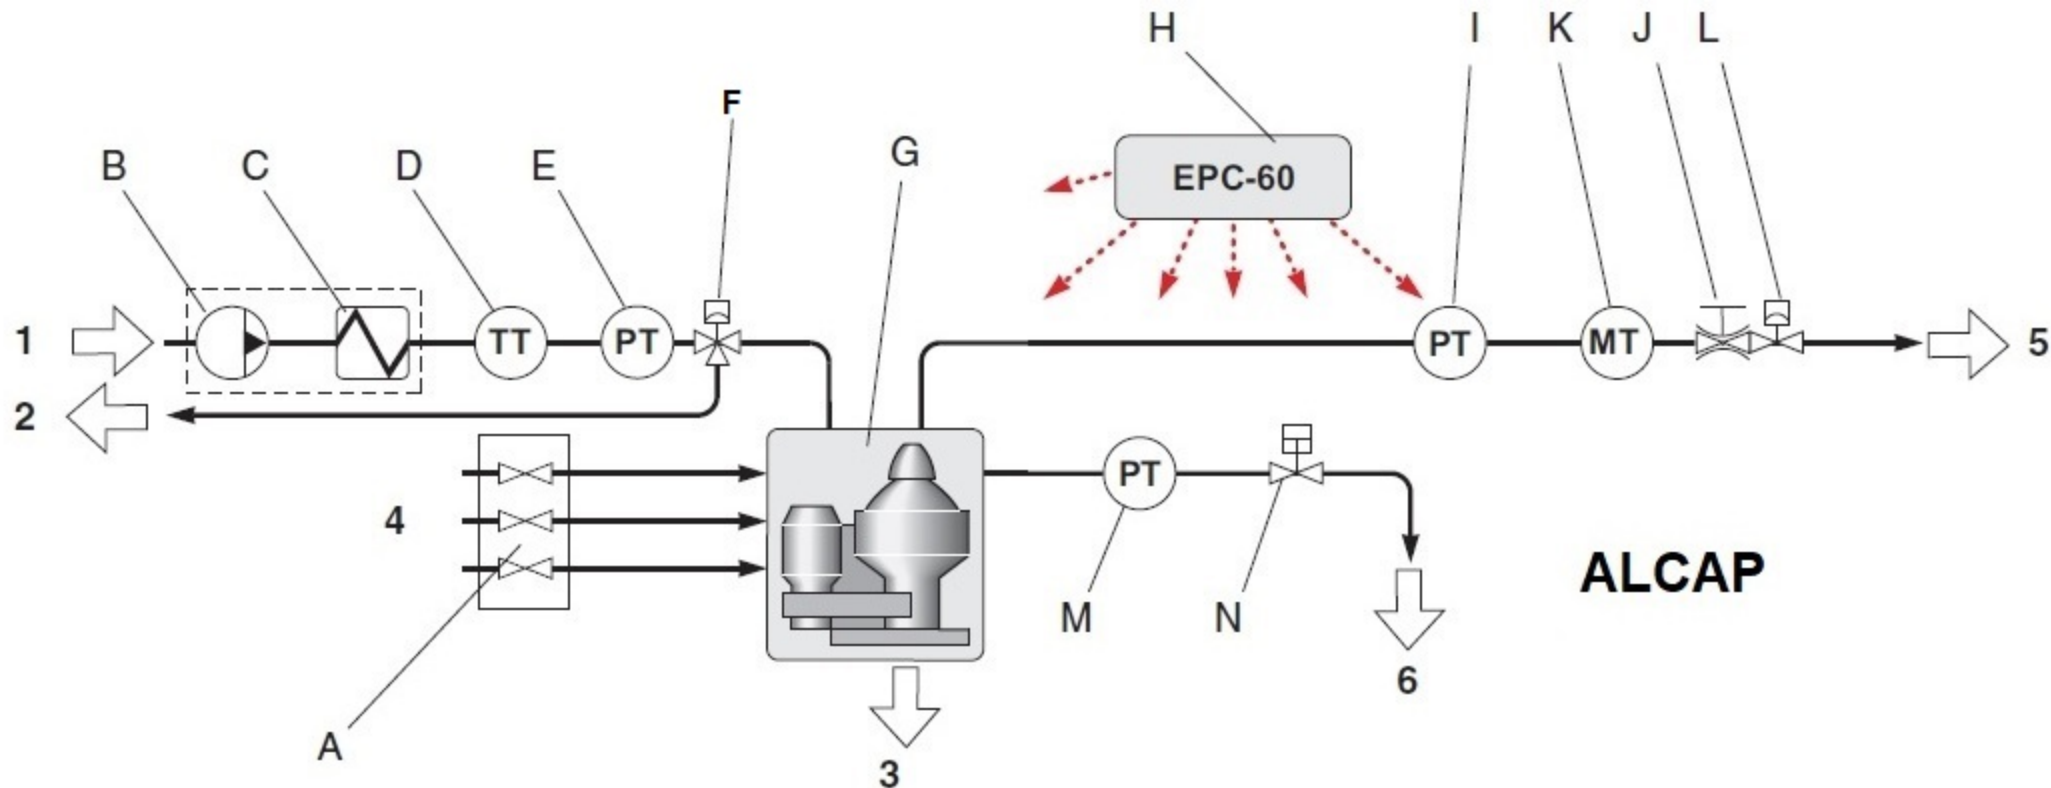 H I K J L
F
B C D E G
EPC-60
1 TT PT PT MT 5
2
4 PT
ALCAP
M N
6
A
3